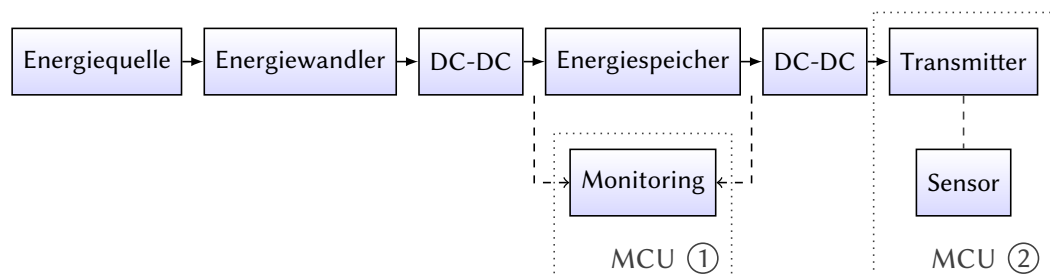 Energiequelle
Energiewandler
DC-DC
Energiespeicher
DC-DC
Transmitter
Monitoring
Sensor
MCU ①
MCU ②